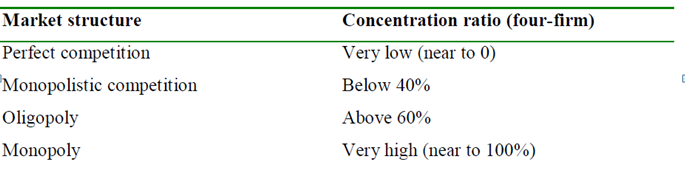 Market structure Concentration ratio (four-firm)
Perfect competition Very low (near to 0)
Monopolistic competition Below 40%
Oligopoly Above 60%
Monopoly Very high (near to 100%)